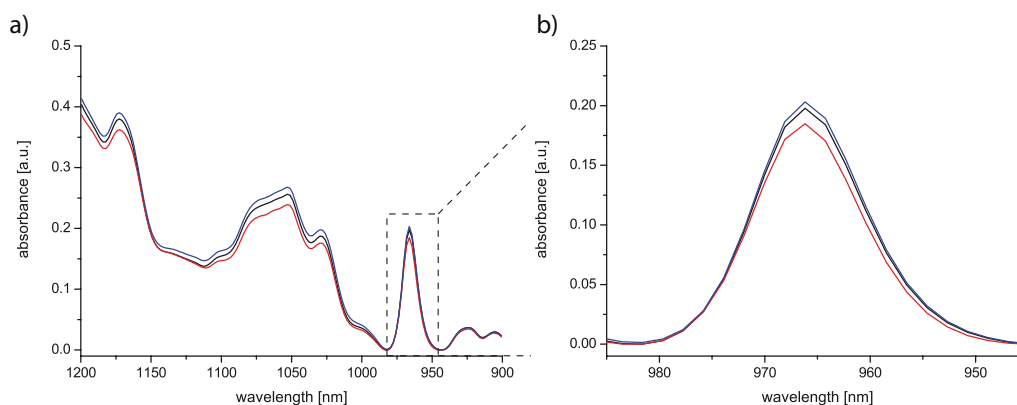 a)
absorbance [a.u.]
0.5
0.4
0.3
0.2
0.1
0.0
1200 1150 1100 1050 1000 950 900
wavelength [nm]
b)
absorbance [a.u.]
0.25
0.20
0.15
0.10
0.05
0.00
980 970 960 950
wavelength [nm]